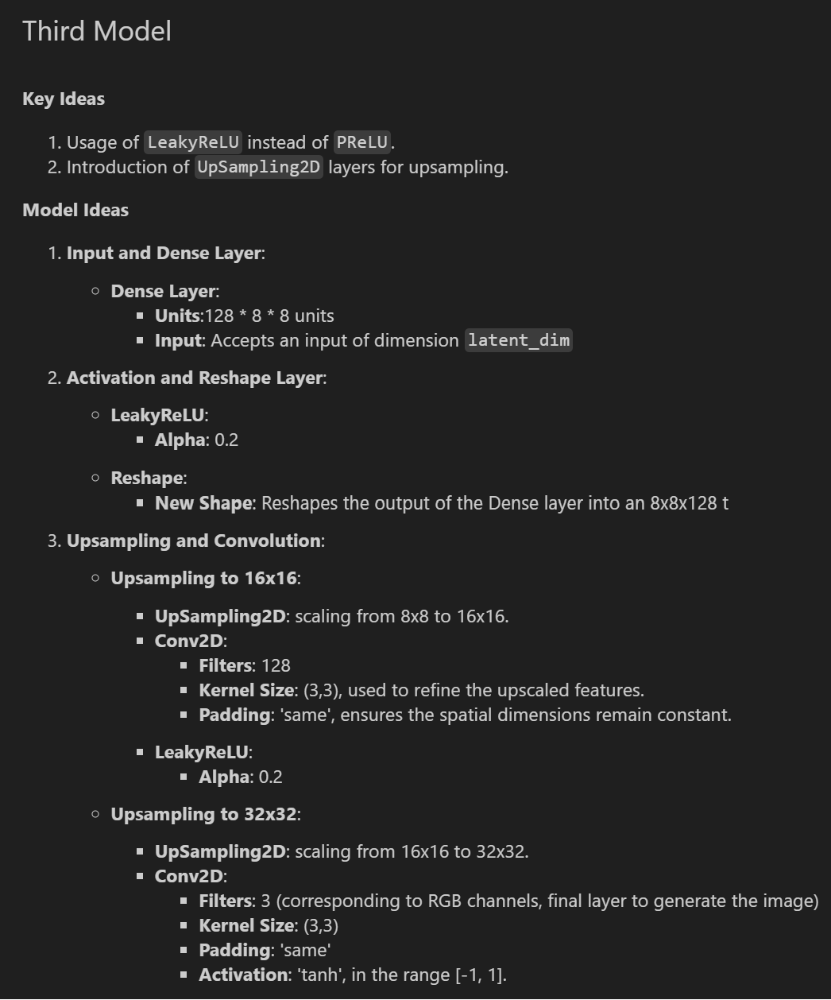 Third Model
Key Ideas
1. Usage of LeakyReLU instead of PReLU.
2. Introduction of UpSampling2D layers for upsampling.
Model Ideas
1. Input and Dense Layer:
Dense Layer:
Units:128 * 8 * 8 units
Input: Accepts an input of dimension latent_dim
2. Activation and Reshape Layer:
LeakyReLU:
Alpha: 0.2
Reshape:
New Shape: Reshapes the output of the Dense layer into an 8x8x128 t
3. Upsampling and Convolution:
Upsampling to 16x16:
UpSampling2D: scaling from 8x8 to 16x16.
Conv2D:
Filters: 128
Kernel Size: (3,3), used to refine the upscaled features.
Padding: 'same', ensures the spatial dimensions remain constant.
LeakyReLU:
Alpha: 0.2
Upsampling to 32x32:
UpSampling2D: scaling from 16x16 to 32x32.
Conv2D:
Filters: 3 (corresponding to RGB channels, final layer to generate the image)
Kernel Size: (3,3)
Padding: 'same'
Activation: 'tanh', in the range [-1, 1].